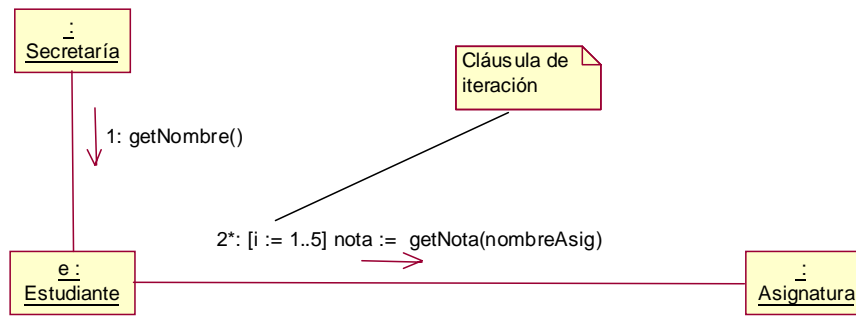 :
Secretaría
Cláusula de
iteración
1: getNombre()
2*: [i := 1..5] nota := getNota(nombreAsig)
e :
Estudiante
:
Asignatura